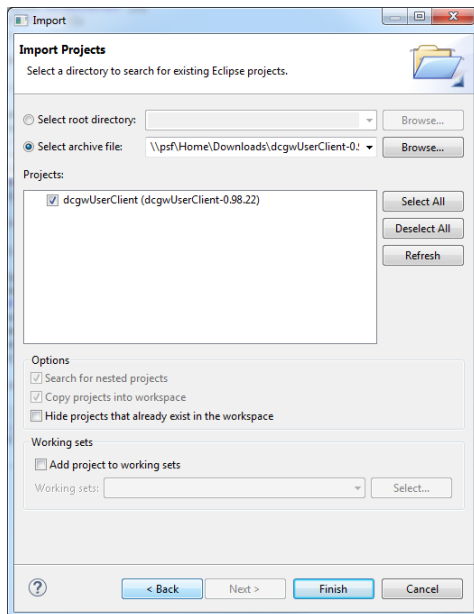 Import
Import Projects
Select a directory to search for existing Eclipse projects.
Select root directory:
Browse...
Select archive file:
\\psf\Home\Downloads\dcgwUserClient-0.9
Browse...
Projects:
dcgwUserClient (dcgwUserClient-0.98.22)
Select All
Deselect All
Refresh
Options
Search for nested projects
Copy projects into workspace
Hide projects that already exist in the workspace
Working sets
Add project to working sets
Working sets:
Select...
?
< Back
Next >
Finish
Cancel